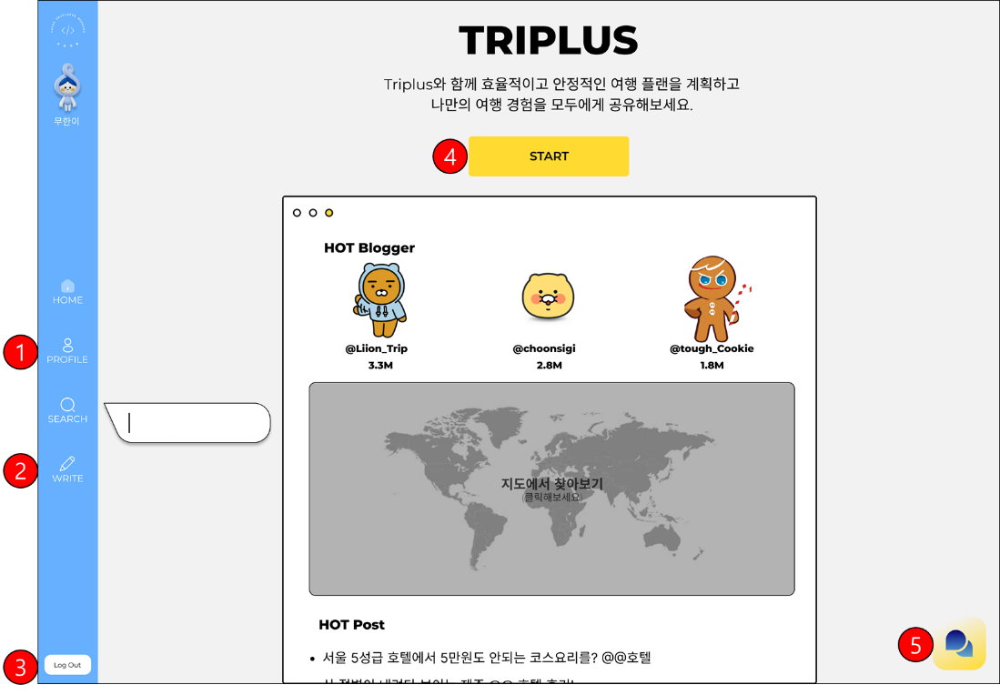 무한이
HOME
1
PROFILE
SEARCH
2
WRITE
3
Log Out
TRIPLUS
Triplus와 함께 효율적이고 안정적인 여행 플랜을 계획하고
나만의 여행 경험을 모두에게 공유해보세요.
4
START
HOT Blogger
@Liion_Trip
@choonsigi
@tough_Cookie
3.3M
2.8M
1.8M
지도에서 찾아보기
(클릭해보세요)
HOT Post
• 서울 5성급 호텔에서 5만원도 안되는 코스요리를? @@호텔
5